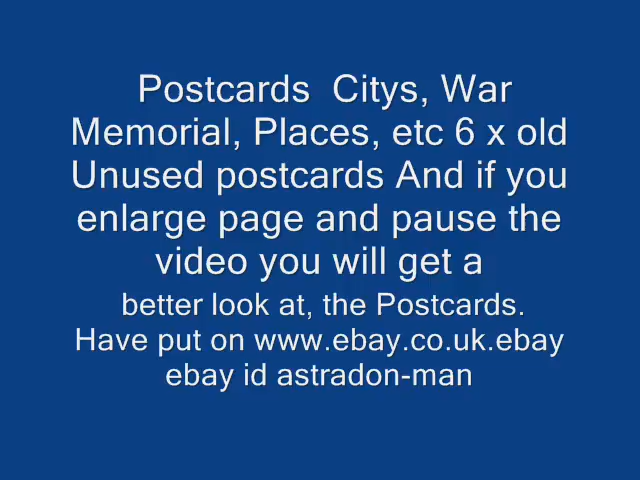 Postcards  Citys, War
Memorial, Places, etc 6 x old
Unused postcards And if you
enlarge page and pause the
video you will get a
better look at, the Postcards.
Have put on www.ebay.co.uk.ebay
ebay id astradon-man